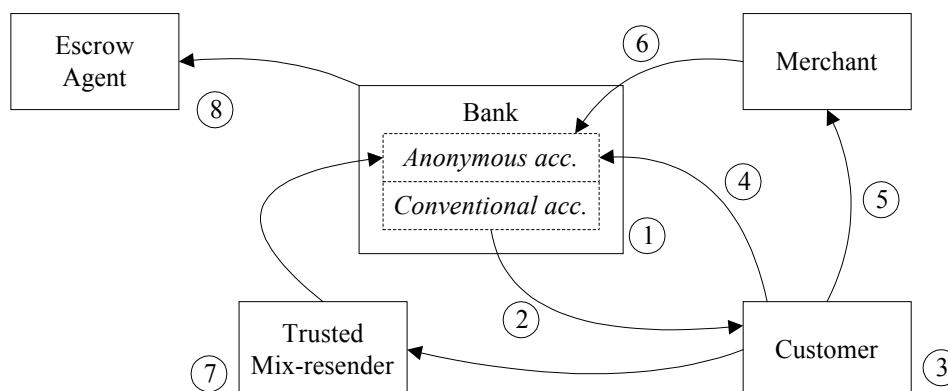 Escrow
Agent
8
6
Merchant
Bank
Anonymous acc.
Conventional acc.
4
5
1
2
Trusted
Mix-resender
7
Customer
3